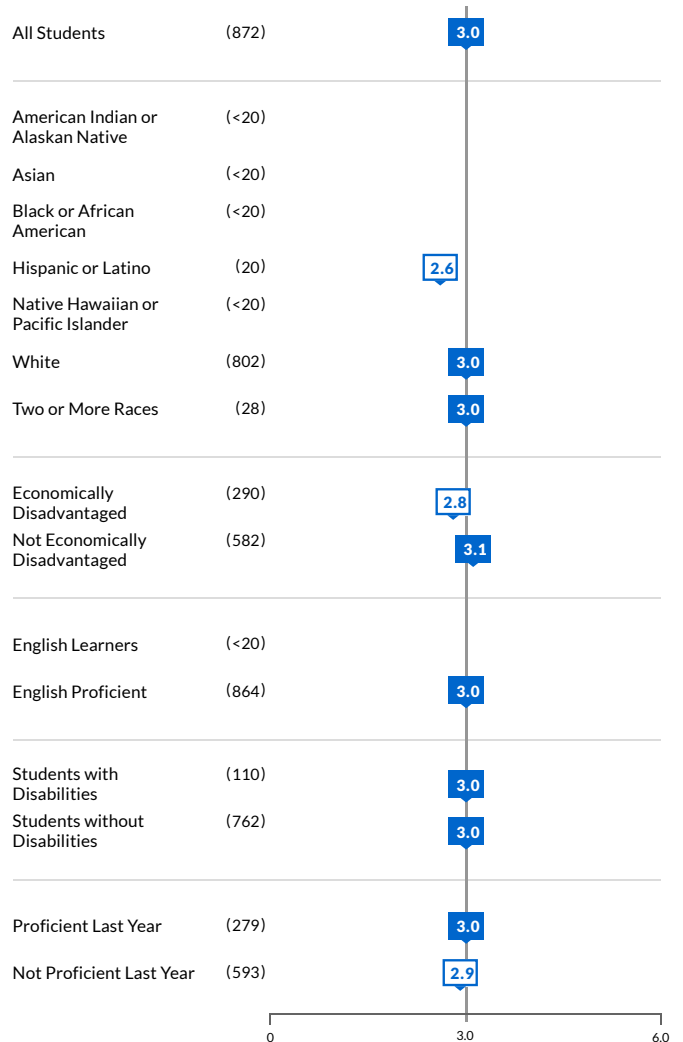 All Students (872) 3.0
American Indian or (<20)
Alaskan Native
Asian (<20)
Black or African (<20)
American
Hispanic or Latino (20) 2.6
Native Hawaiian or (<20)
Pacific Islander
White (802) 3.0
Two or More Races (28) 3.0
Economically (290) 2.8
Disadvantaged
Not Economically (582) 3.1
Disadvantaged
English Learners (<20)
English Proficient (864) 3.0
Students with (110) 3.0
Disabilities
Students without (762) 3.0
Disabilities
Proficient Last Year (279) 3.0
Not Proficient Last Year (593) 2.9
0 3.0 6.0